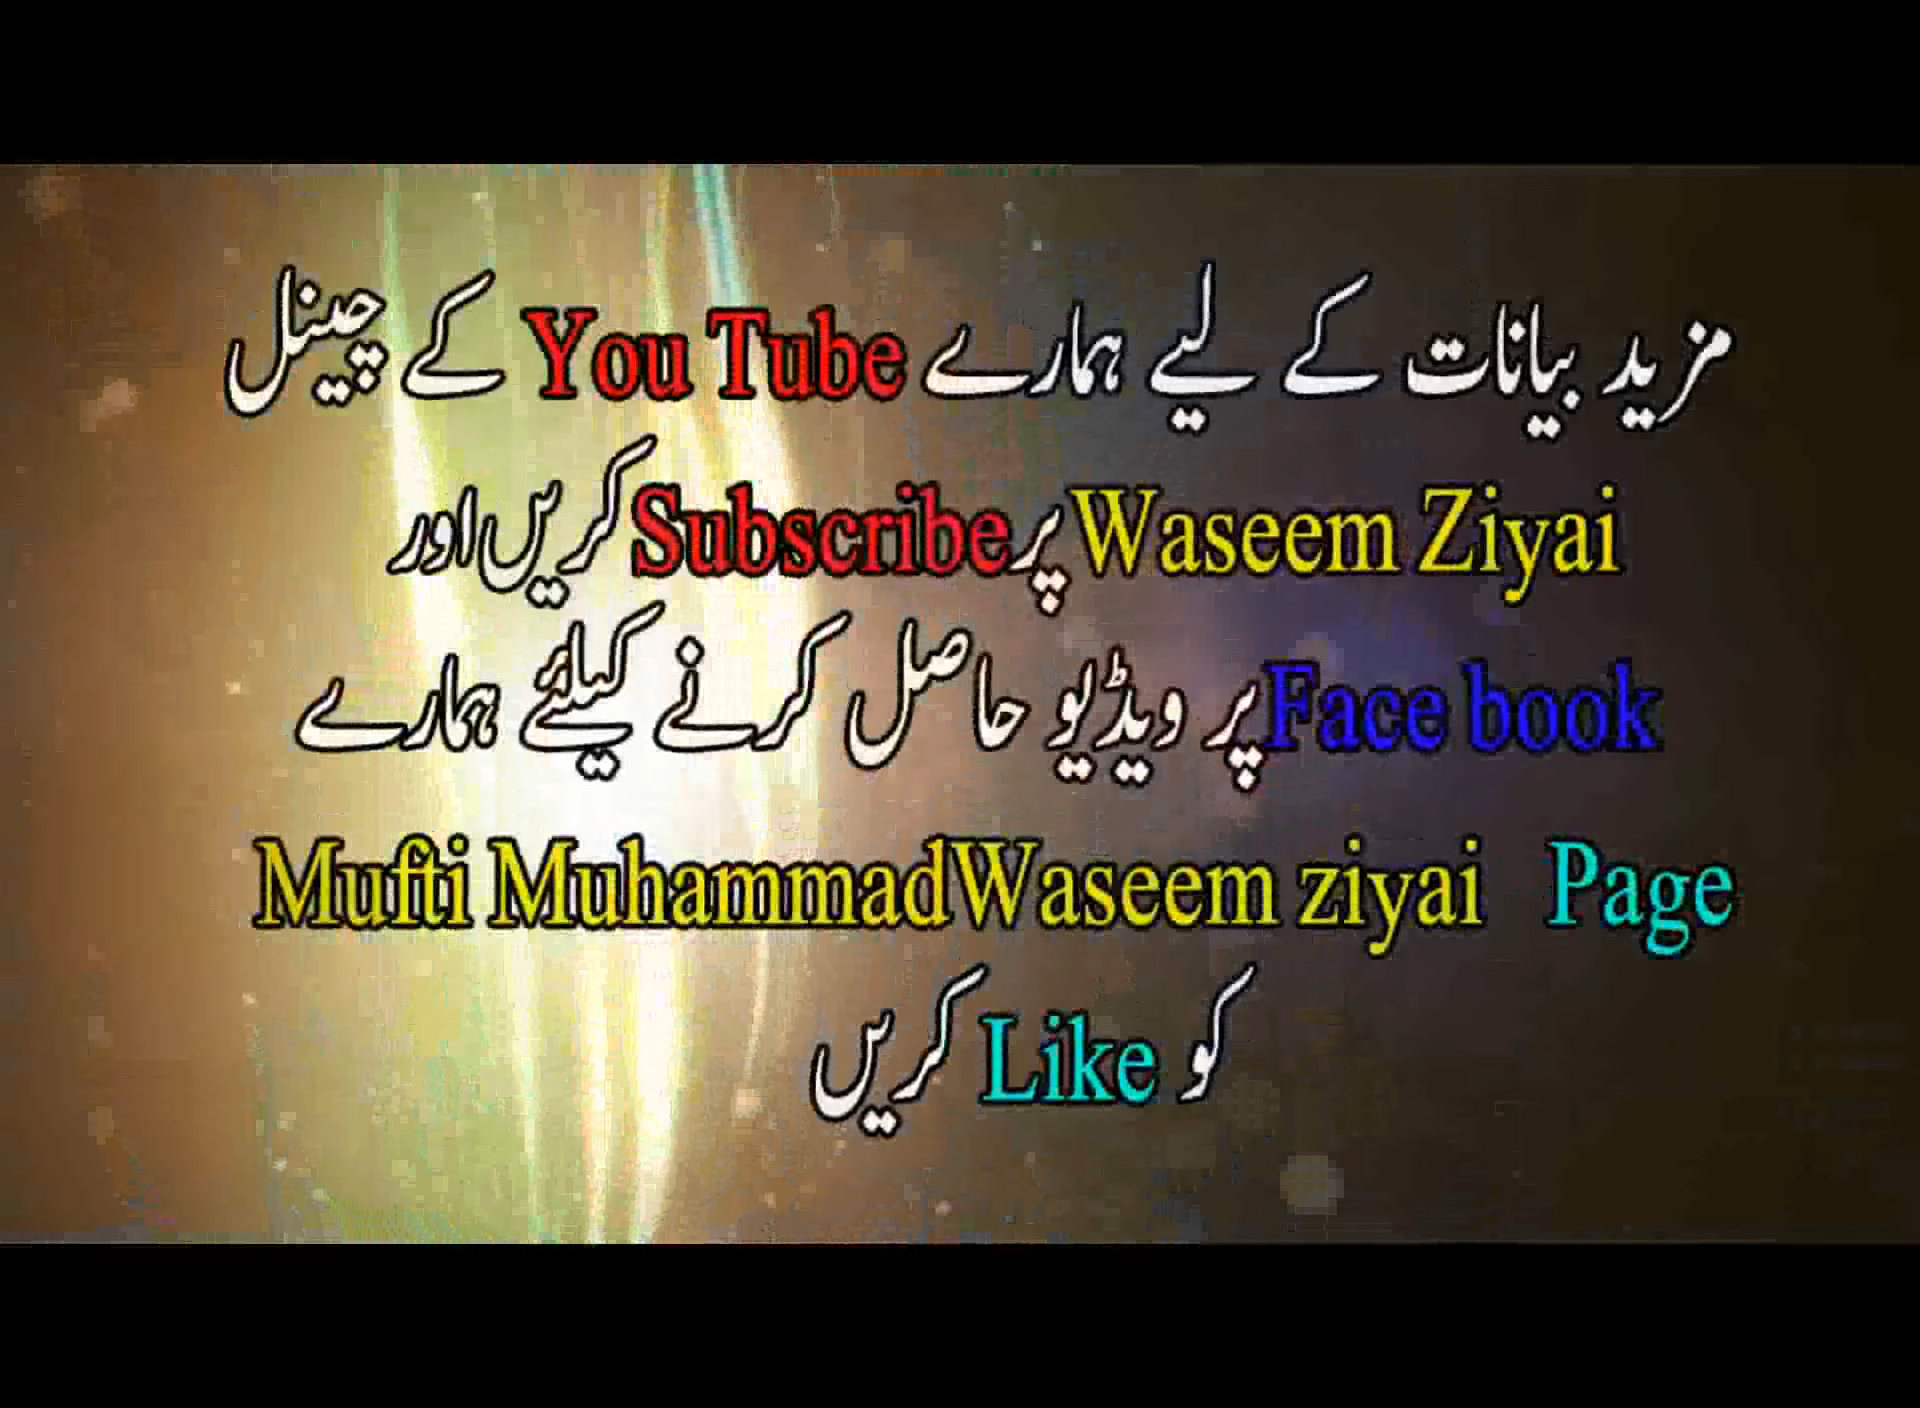 مزید بیانات کے لیے ہمارے You Tube کے چینل
Waseem Ziyai پر Subscribe کریں اور
Face book پر ویڈیو حاصل کرنے کیلئے ہمارے
Mufti MuhammadWaseem ziyai Page
کو Like کریں